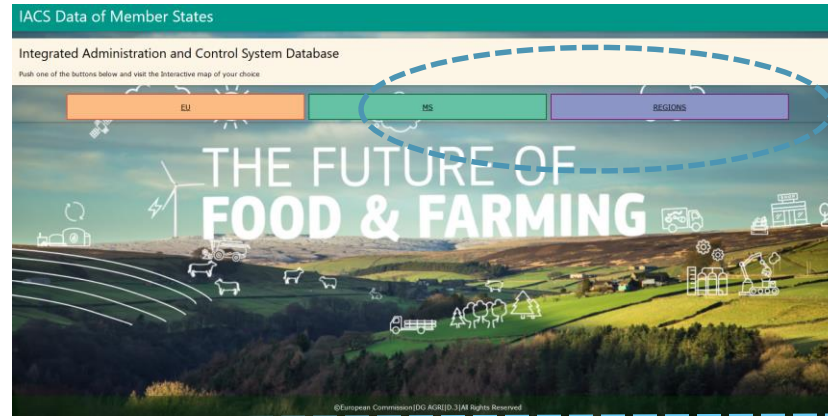 IACS Data of Member States
Integrated Administration and Control System Database
Push one of the buttons below and visit the Interactive map of your choice
EU
MS
REGIONS
THE FUTURE OF
FOOD & FARMING
©European Commission|DG AGRI|D.3|All Rights Reserved